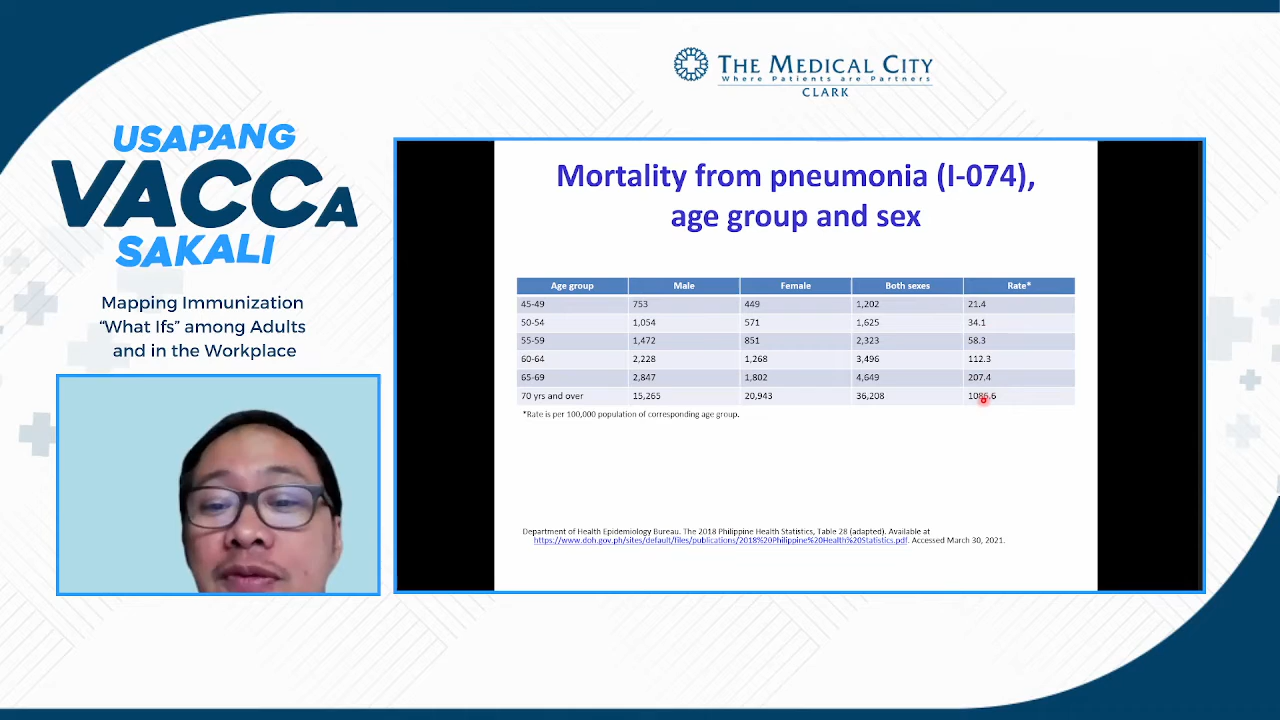 THE MEDICAL CITY
Where Patients are Partners
CLARK
USAPANG
VACCA
SAKALI
Mapping Immunization
“What Ifs” among Adults
and in the Workplace
Mortality from pneumonia (I-074),
age group and sex
Age group Male Female Both sexes Rate*
45-49 753 449 1,202 21.4
50-54 1,054 571 1,625 34.1
55-59 1,472 851 2,323 58.3
60-64 2,228 1,268 3,496 112.3
65-69 2,847 1,802 4,649 207.4
70 yrs and over 15,265 20,943 36,208
*Rate is per 100,000 population of corresponding age group.
Department of Health Epidemiology Bureau. The 2018 Philippine Health Statistics, Table 28 (adapted). Available at
https://www.doh.gov.ph/sites/default/files/publications/2018%20Philippine%20Health%20Statistics.pdf. Accessed March 30, 2021.